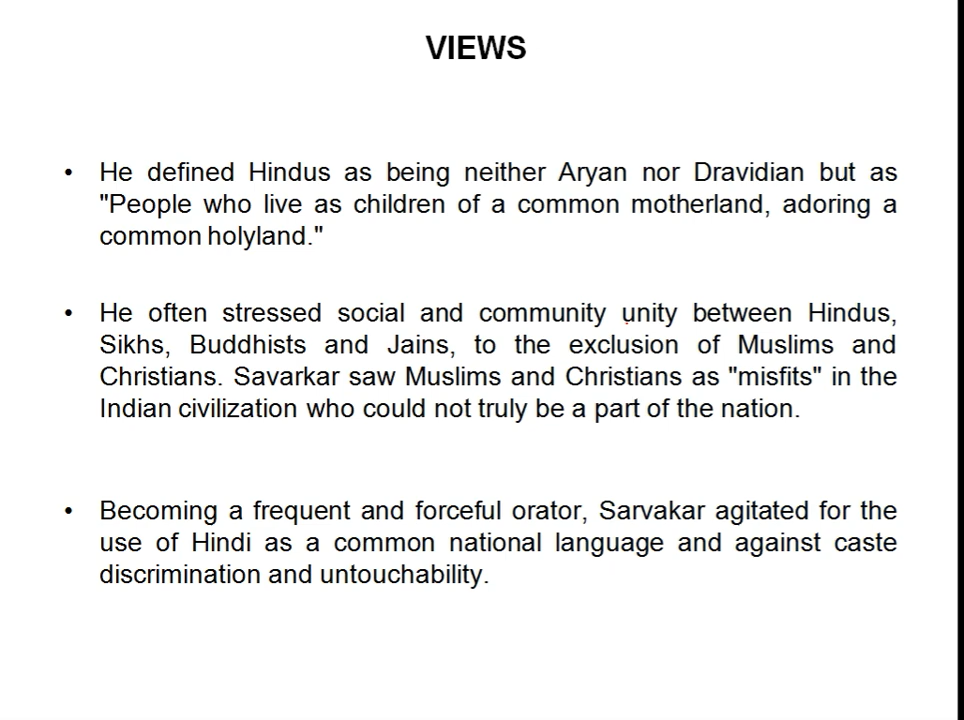 VIEWS
• He defined Hindus as being neither Aryan nor Dravidian but as
"People who live as children of a common motherland, adoring a
common holyland."
• He often stressed social and community unity between Hindus,
Sikhs, Buddhists and Jains, to the exclusion of Muslims and
Christians. Savarkar saw Muslims and Christians as "misfits" in the
Indian civilization who could not truly be a part of the nation.
• Becoming a frequent and forceful orator, Sarvakar agitated for the
use of Hindi as a common national language and against caste
discrimination and untouchability.